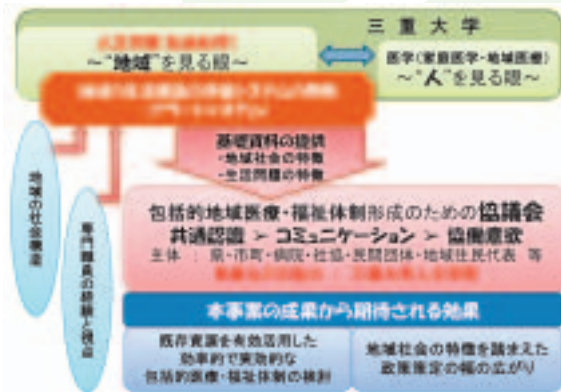 三重大学
～“地域”を見る眼～
医学(家庭医学・地域医療)
～“人”を見る眼～
基礎資料の提供
・地域社会の特徴
・生活問題の特徴
地域の社会構造
専門職員の経験と視点
包括的地域医療・福祉体制形成のための協議会
共通認識 ＞ コミュニケーション ＞ 協働意欲
主体 : 県・市町・病院・社協・民間団体・地域住民代表 等
本事業の成果から期待される効果
既存資源を有効活用した
効率的で実効的な
包括的医療・福祉体制の検討
地域社会の特徴を踏まえた
政策策定の幅の広がり